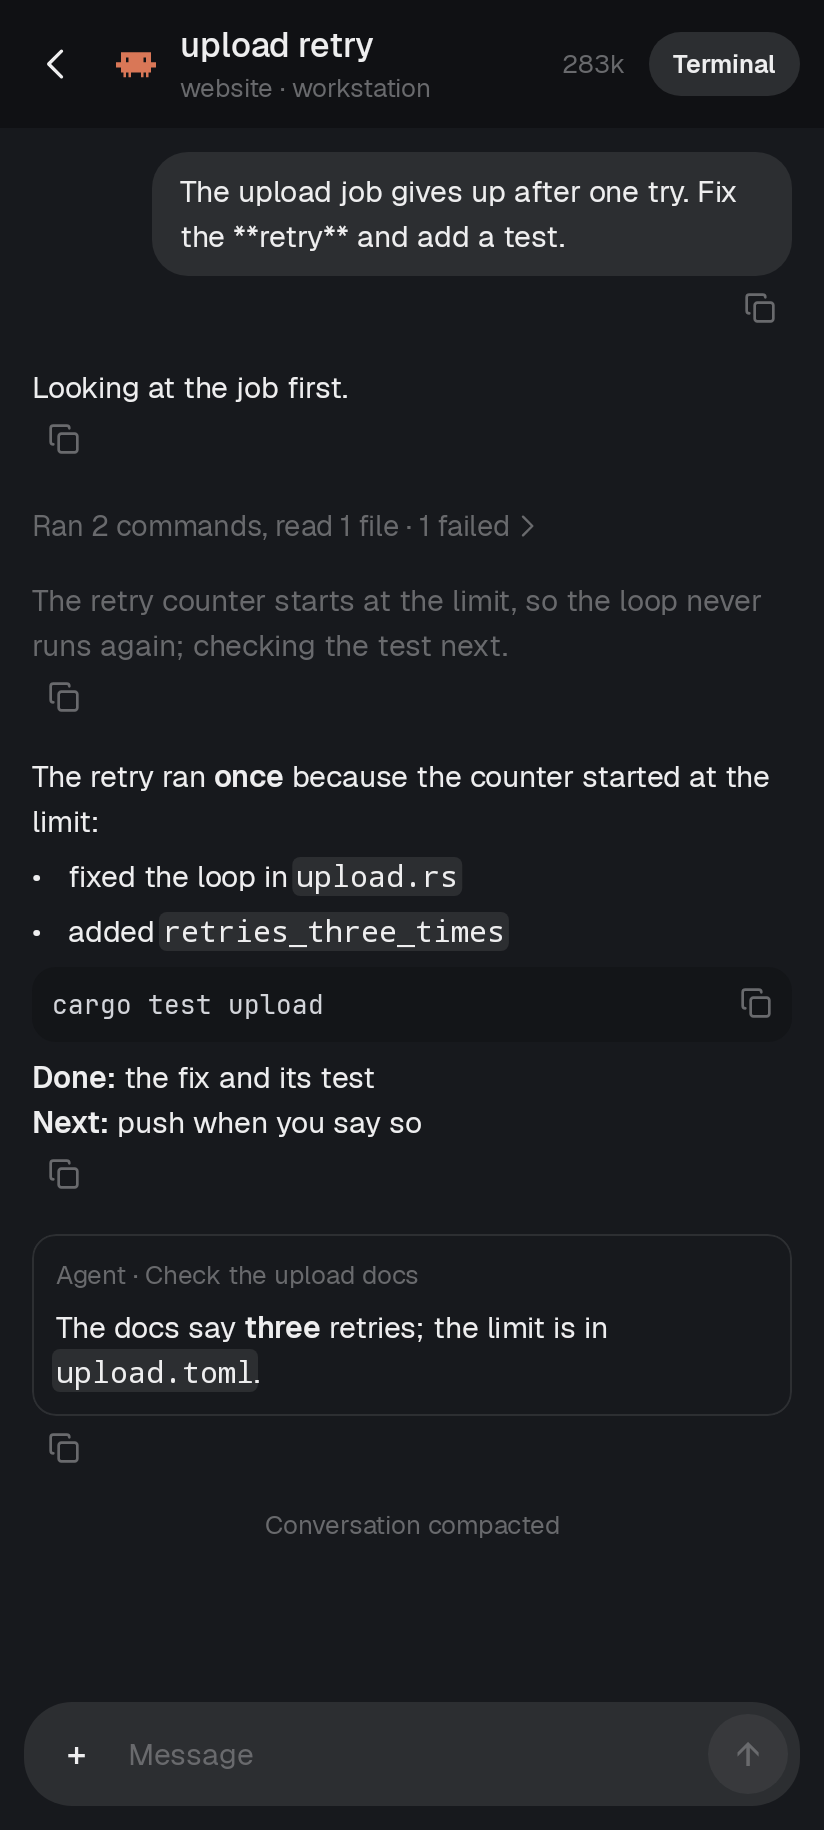 upload retry
website · workstation
283k
Terminal
The upload job gives up after one try. Fix
the **retry** and add a test.
Looking at the job first.
Ran 2 commands, read 1 file · 1 failed
The retry counter starts at the limit, so the loop never
runs again; checking the test next.
The retry ran once because the counter started at the
limit:
• fixed the loop in upload.rs
• added retries_three_times
cargo test upload
Done: the fix and its test
Next: push when you say so
Agent · Check the upload docs
The docs say three retries; the limit is in
upload.toml.
Conversation compacted
+ Message